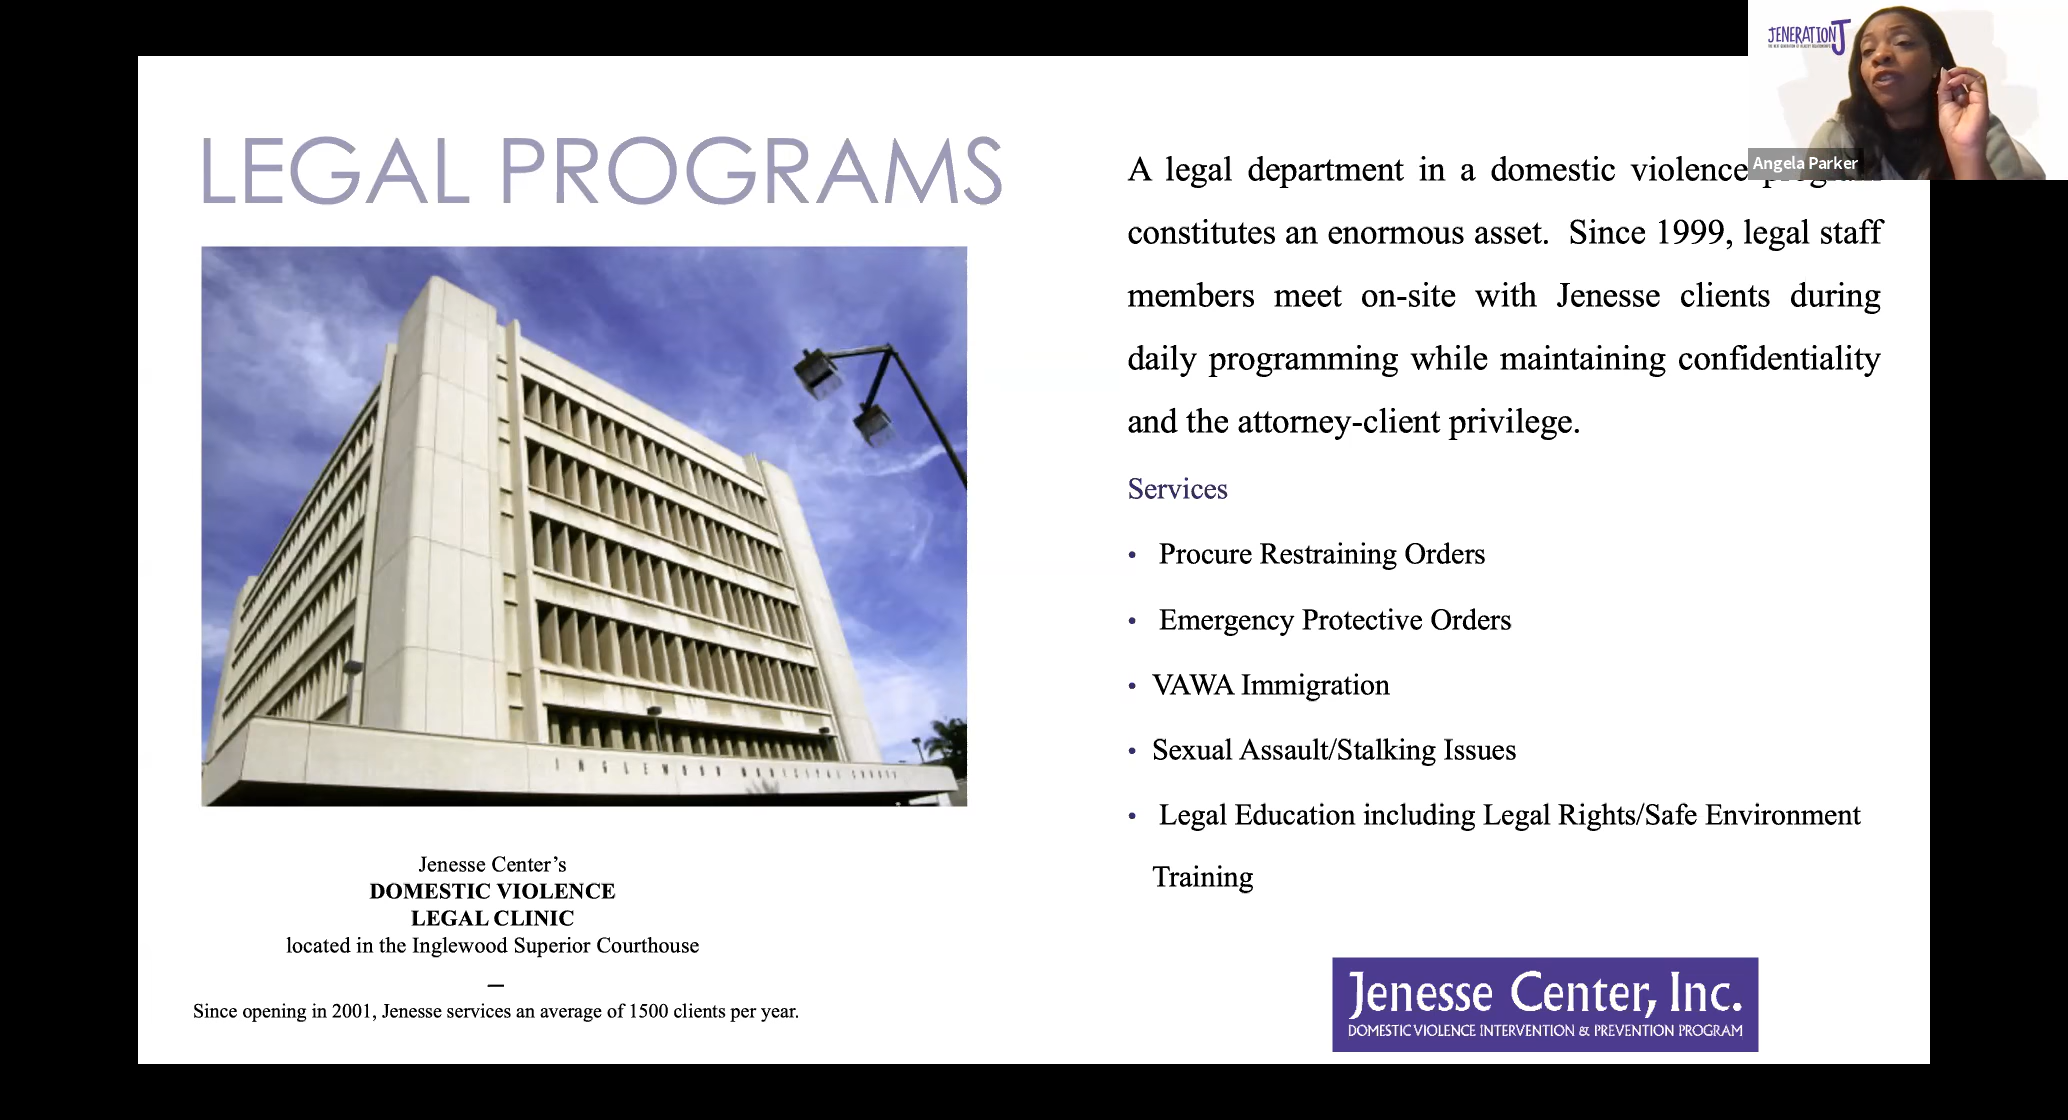 LEGAL PROGRAMS
INGLEWOOD MUNICIPAL COURT
Jenesse Center’s
DOMESTIC VIOLENCE
LEGAL CLINIC
located in the Inglewood Superior Courthouse
Since opening in 2001, Jenesse services an average of 1500 clients per year.
A legal department in a domestic violence program
constitutes an enormous asset.  Since 1999, legal staff
members meet on-site with Jenesse clients during
daily programming while maintaining confidentiality
and the attorney-client privilege.
Services
• Procure Restraining Orders
• Emergency Protective Orders
• VAWA Immigration
• Sexual Assault/Stalking Issues
• Legal Education including Legal Rights/Safe Environment
Training
Jenesse Center, Inc.
DOMESTIC VIOLENCE INTERVENTION & PREVENTION PROGRAM
JENERATION J
Angela Parker